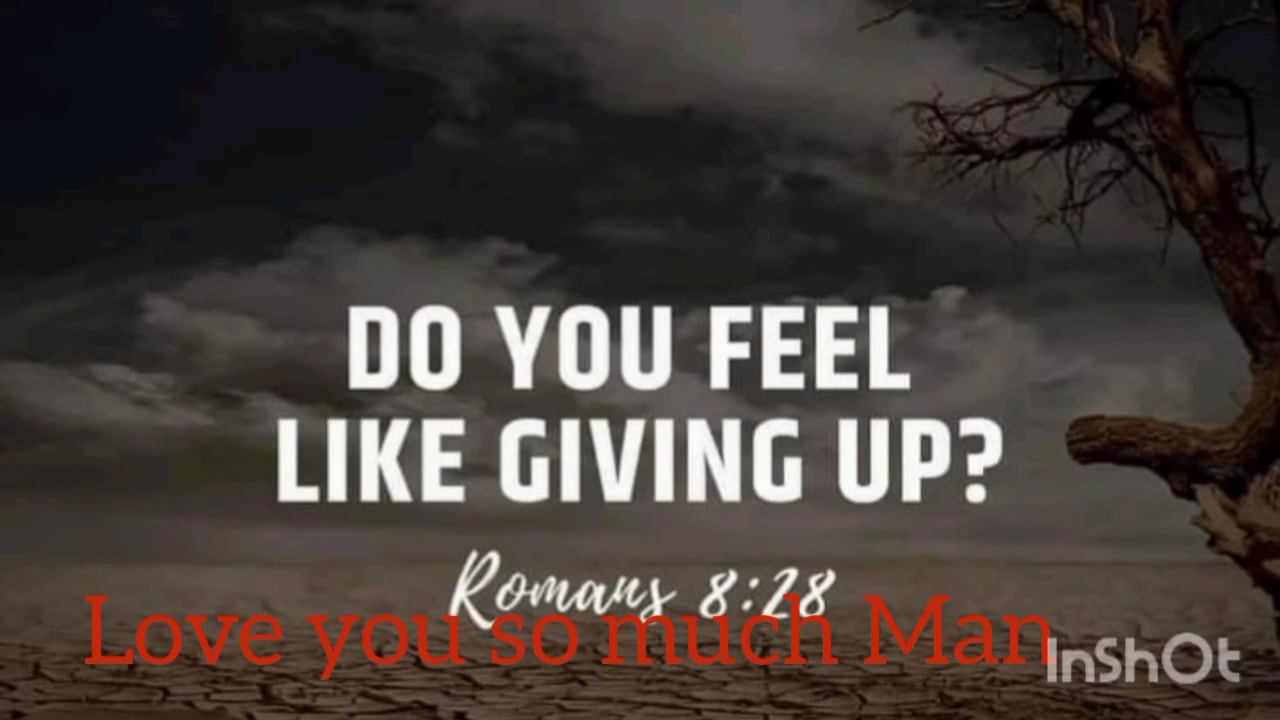 DO YOU FEEL
LIKE GIVING UP?
Romans 8:28
Love you so much Man
InShOt